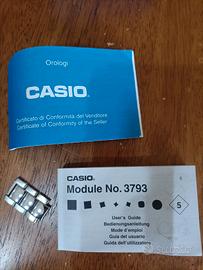 Orologi
CASIO
Certificato di Conformità del Venditore
Certificate of Conformity of the Seller
CASIO
Module No. 3793
5
User's Guide
Bedienungsanleitung
Mode d'emploi
Guía del usuario
Guida dell'utilizzatore